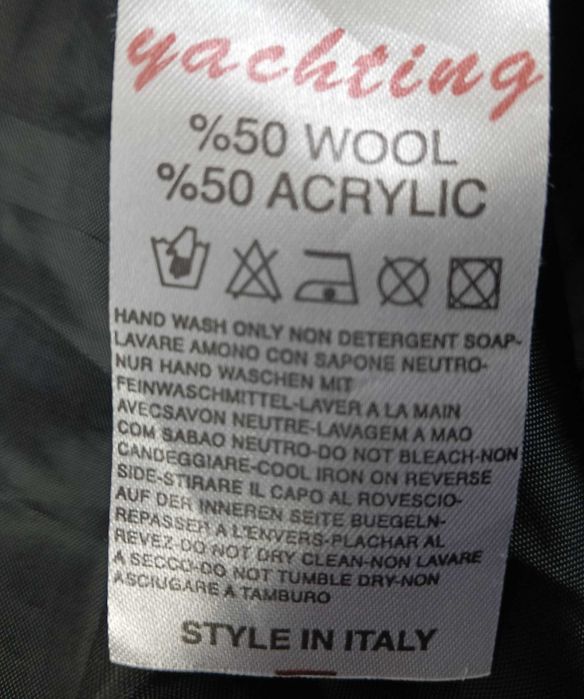 yachting
%50 WOOL
%50 ACRYLIC
HAND WASH ONLY NON DETERGENT SOAP-
LAVARE AMONO CON SAPONE NEUTRO-
NUR HAND WASCHEN MIT
FEINWASCHMITTEL-LAVER A LA MAIN
AVECSAVON NEUTRE-LAVAGEM A MAO
COM SABAO NEUTRO-DO NOT BLEACH-NON
CANDEGGIARE-COOL IRON ON REVERSE
SIDE-STIRARE IL CAPO AL ROVESCIO-
AUF DER INNEREN SEITE BUEGELN-
REPASSER A L'ENVERS-PLACHAR AL
REVEZ-DO NOT DRY CLEAN-NON LAVARE
A SECCO-DO NOT TUMBLE DRY-NON
ASCIUGARE A TAMBURO
STYLE IN ITALY